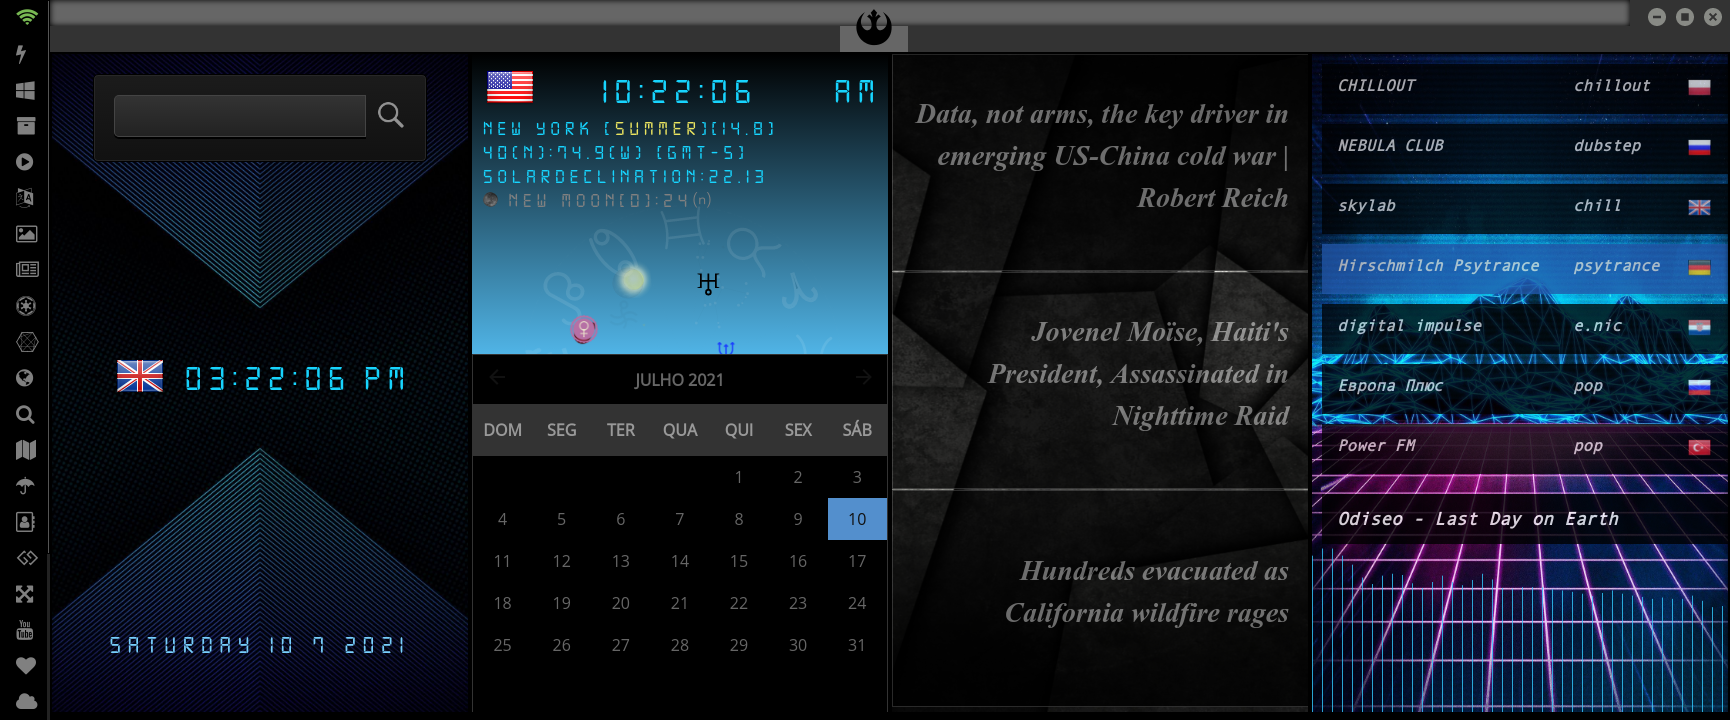 03:22:06 PM
SATURDAY 10 7 2021
10:22:06 AM
NEW YORK (SUMMER)(14.8)
40(N):74.9(W) (GMT-5)
SOLARDECLINATION:22.13
NEW MOON(0):24(n)
JULHO 2021
DOM SEG TER QUA QUI SEX SÁB
1 2 3
4 5 6 7 8 9 10
11 12 13 14 15 16 17
18 19 20 21 22 23 24
25 26 27 28 29 30 31
Data, not arms, the key driver in
emerging US-China cold war |
Robert Reich
Jovenel Moïse, Haiti's
President, Assassinated in
Nighttime Raid
Hundreds evacuated as
California wildfire rages
CHILLOUT chillout
NEBULA CLUB dubstep
skylab chill
Hirschmilch Psytrance psytrance
digital impulse e.nic
Европа Плюс pop
Power FM pop
Odiseo - Last Day on Earth
You
Tube